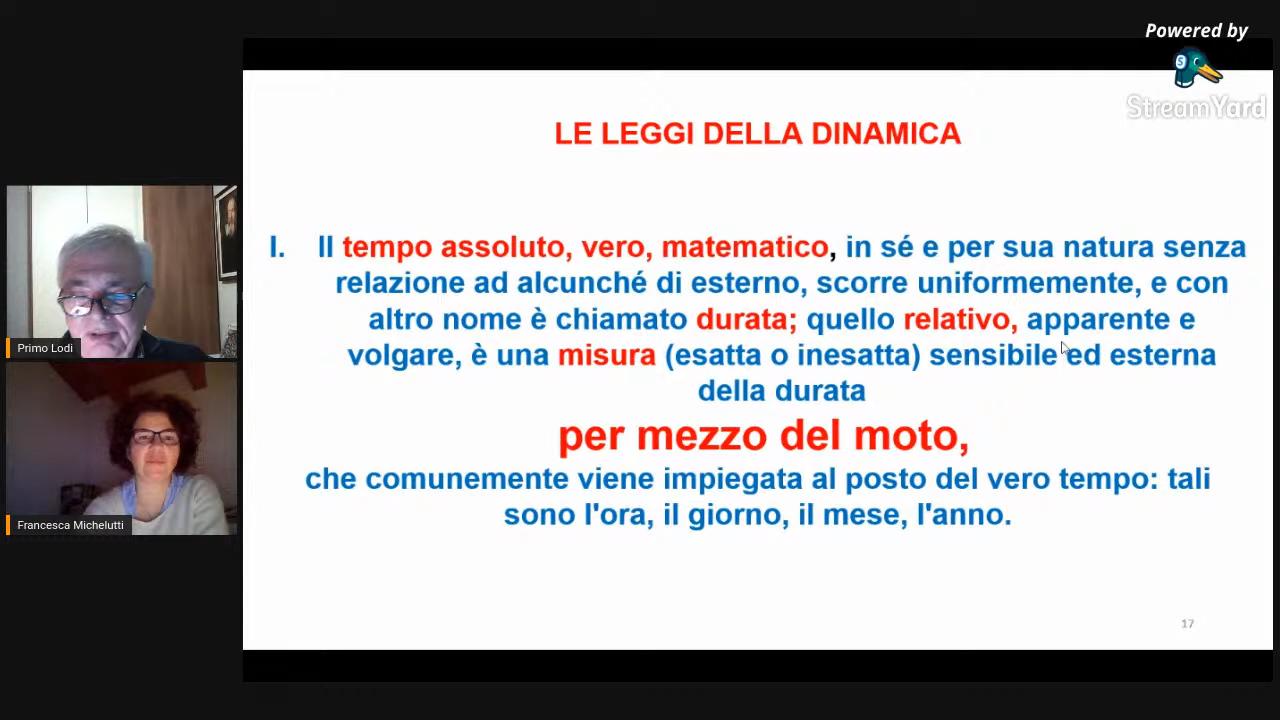 Powered by
StreamYard
LE LEGGI DELLA DINAMICA
I. Il tempo assoluto, vero, matematico, in sé e per sua natura senza
relazione ad alcunché di esterno, scorre uniformemente, e con
altro nome è chiamato durata; quello relativo, apparente e
volgare, è una misura (esatta o inesatta) sensibile ed esterna
della durata
per mezzo del moto,
che comunemente viene impiegata al posto del vero tempo: tali
sono l'ora, il giorno, il mese, l'anno.
17
Primo Lodi
Francesca Michelutti